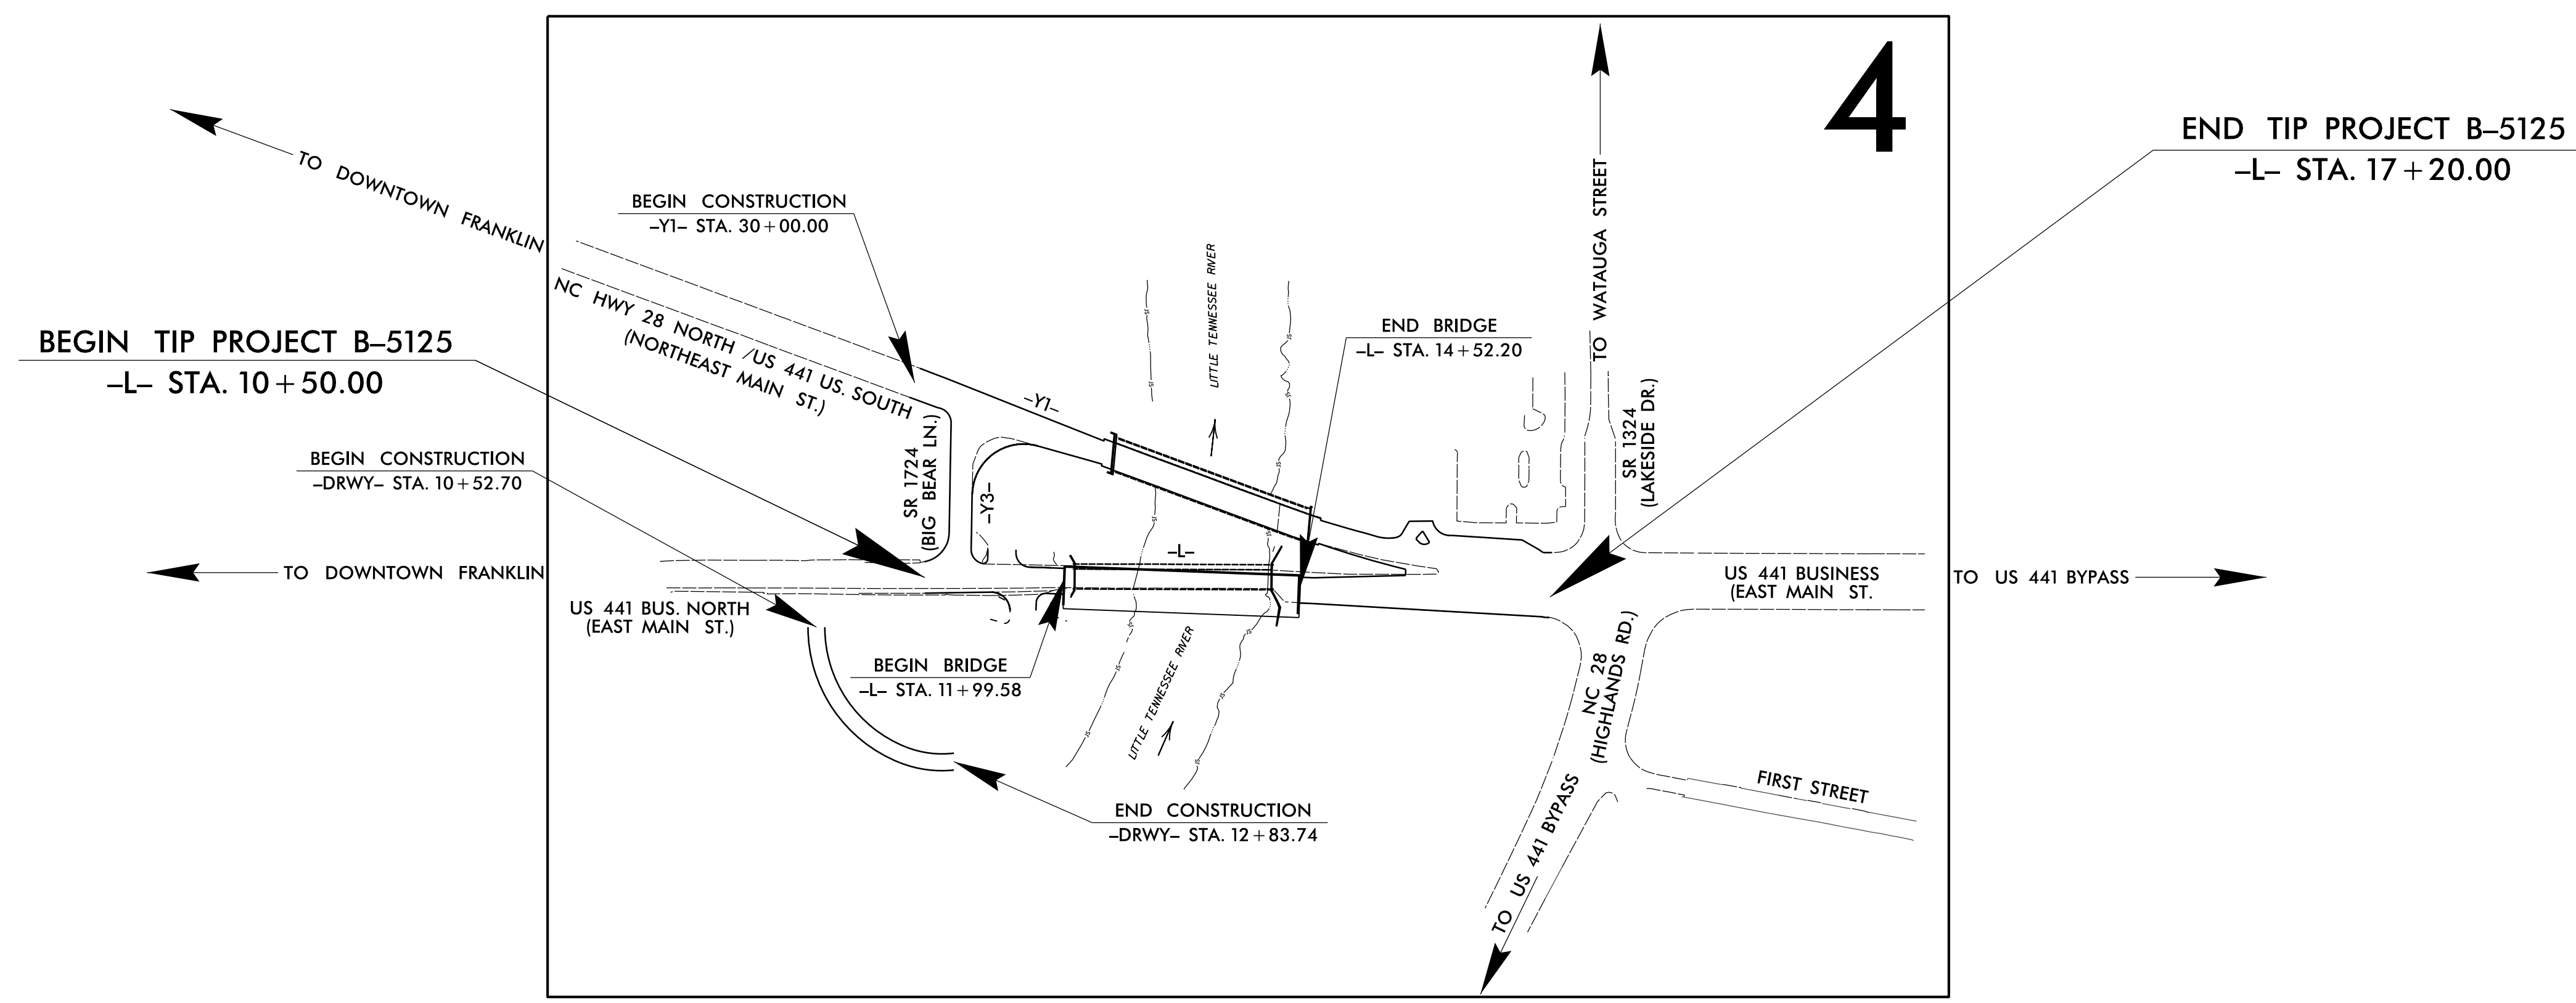 4
END TIP PROJECT B–5125
–L– STA. 17+20.00
TO DOWNTOWN FRANKLIN
BEGIN CONSTRUCTION
–Y1– STA. 30+00.00
TO WATAUGA STREET
LITTLE TENNESSEE RIVER
NC HWY 28 NORTH /US 441 US. SOUTH
(NORTHEAST MAIN ST.)
BEGIN TIP PROJECT B–5125
–L– STA. 10+50.00
END BRIDGE
–L– STA. 14+52.20
–Y1–
SR 1324
(LAKESIDE DR.)
BEGIN CONSTRUCTION
–DRWY– STA. 10+52.70
SR 1724
(BIG BEAR LN.)
–Y3–
–L–
TO DOWNTOWN FRANKLIN
US 441 BUSINESS
(EAST MAIN ST.
TO US 441 BYPASS
US 441 BUS. NORTH
(EAST MAIN ST.)
BEGIN BRIDGE
–L– STA. 11+99.58
LITTLE TENNESSEE RIVER
NC 28
(HIGHLANDS RD.)
FIRST STREET
END CONSTRUCTION
–DRWY– STA. 12+83.74
TO US 441 BYPASS